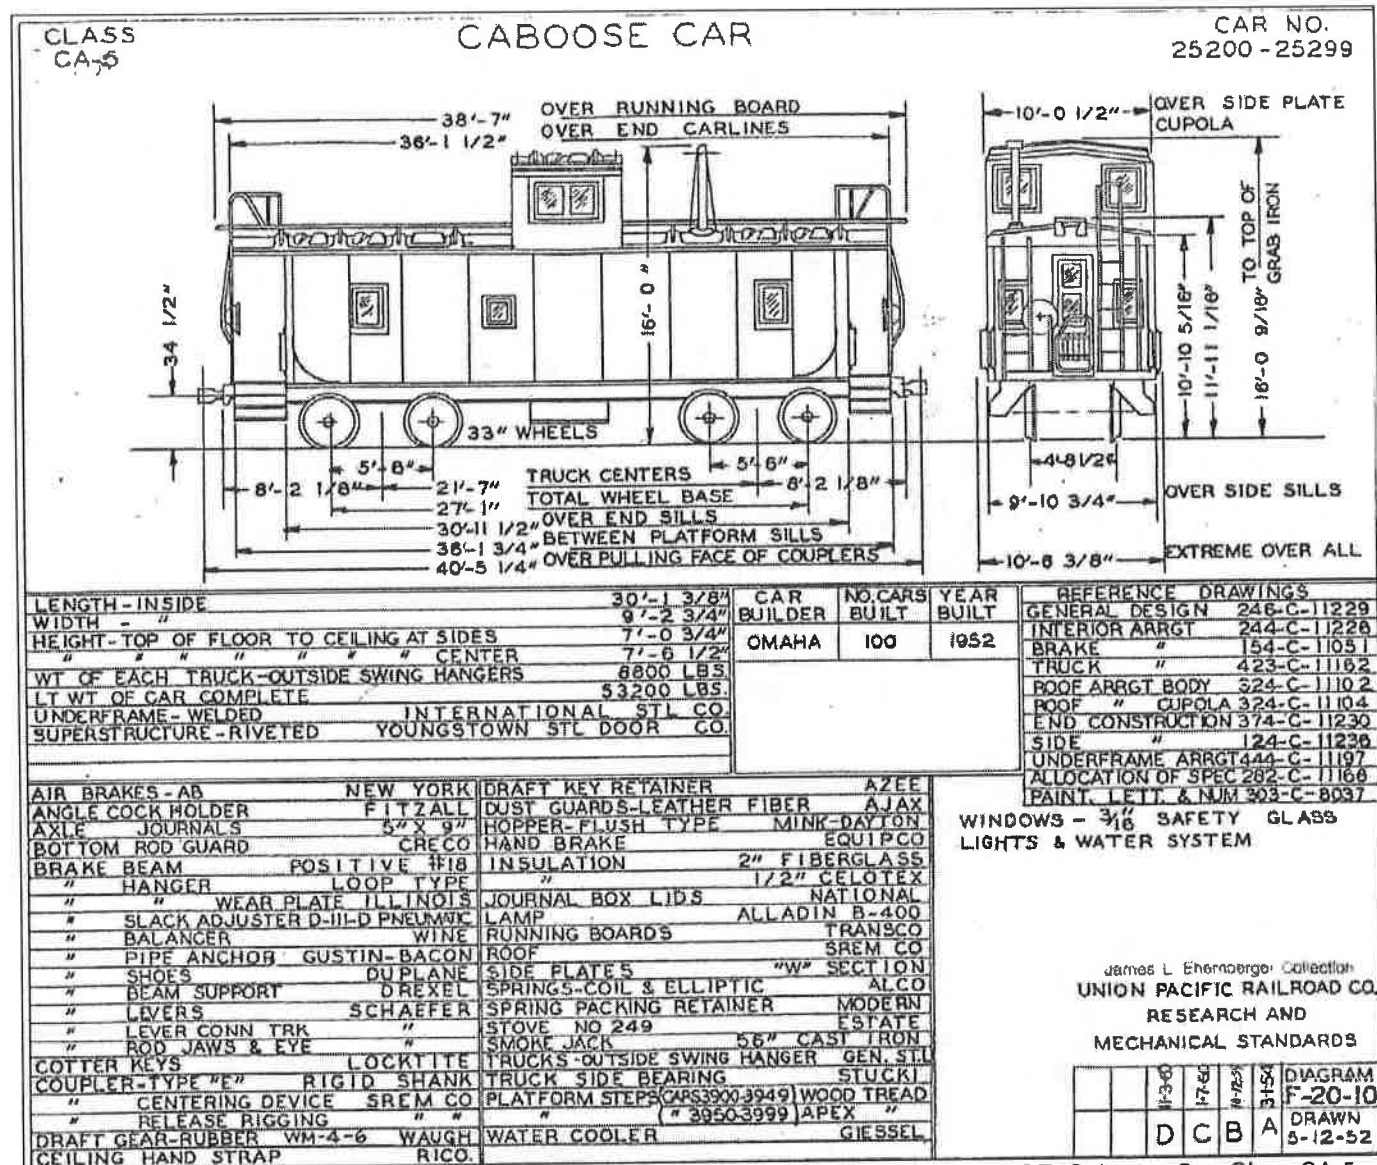 CLASS
CA-5
CABOOSE CAR
CAR NO.
25200-25299
38'-7" OVER RUNNING BOARD
36'-1 1/2" OVER END CARLINES
10'-0 1/2" OVER SIDE PLATE
CUPOLA
34 1/2"
16'-0"
10'-10 5/16"
11'-11 1/16"
16'-0 9/16" TO TOP OF
GRAB IRON
33" WHEELS
5'-6" 5'-6"
8'-2 1/8" 21'-7" TRUCK CENTERS 8'-2 1/8"
27'-1" TOTAL WHEEL BASE
30'-11 1/2" OVER END SILLS
36'-1 3/4" BETWEEN PLATFORM SILLS
40'-5 1/4" OVER PULLING FACE OF COUPLERS
4'-8 1/2"
9'-10 3/4" OVER SIDE SILLS
10'-6 3/8" EXTREME OVER ALL
LENGTH-INSIDE 30'-1 3/8"
WIDTH - " 9'-2 3/4"
HEIGHT-TOP OF FLOOR TO CEILING AT SIDES 7'-0 3/4"
" " " " " " " CENTER 7'-6 1/2"
WT OF EACH TRUCK-OUTSIDE SWING HANGERS 8800 LBS.
LT WT OF CAR COMPLETE 53200 LBS.
UNDERFRAME-WELDED INTERNATIONAL STL CO.
SUPERSTRUCTURE-RIVETED YOUNGSTOWN STL DOOR CO.
CAR BUILDER NO. CARS BUILT YEAR BUILT
OMAHA 100 1952
REFERENCE DRAWINGS
GENERAL DESIGN 246-C-11229
INTERIOR ARRGT 244-C-11228
BRAKE " 154-C-11051
TRUCK " 423-C-11162
ROOF ARRGT BODY 324-C-11102
ROOF " CUPOLA 324-C-11104
END CONSTRUCTION 374-C-11230
SIDE " 124-C-11236
UNDERFRAME ARRGT 444-C-11197
ALLOCATION OF SPEC 282-C-11166
PAINT, LETT. & NUM 303-C-8037
AIR BRAKES-AB NEW YORK
ANGLE COCK HOLDER FITZALL
AXLE JOURNALS 5" X 9"
BOTTOM ROD GUARD CRECO
BRAKE BEAM POSITIVE #18
" HANGER LOOP TYPE
" " WEAR PLATE ILLINOIS
" SLACK ADJUSTER D-III-D PNEUMATIC
" BALANCER WINE
" PIPE ANCHOR GUSTIN-BACON
" SHOES DUPLANE
" BEAM SUPPORT DREXEL
" LEVERS SCHAEFER
" LEVER CONN TRK "
" ROD JAWS & EYE "
COTTER KEYS LOCKTITE
COUPLER-TYPE "E" RIGID SHANK
" CENTERING DEVICE SREM CO
" RELEASE RIGGING " "
DRAFT GEAR-RUBBER WM-4-6 WAUGH
CEILING HAND STRAP RICO.
DRAFT KEY RETAINER AZEE
DUST GUARDS-LEATHER FIBER AJAX
HOPPER-FLUSH TYPE MINK-DAYTON
HAND BRAKE EQUIPCO
INSULATION 2" FIBERGLASS
" 1/2" CELOTEX
JOURNAL BOX LIDS NATIONAL
LAMP ALLADIN B-400
RUNNING BOARDS TRANSCO
ROOF SREM CO
SIDE PLATES "W" SECTION
SPRINGS-COIL & ELLIPTIC ALCO
SPRING PACKING RETAINER MODERN
STOVE NO 249 ESTATE
SMOKE JACK 56" CAST IRON
TRUCKS-OUTSIDE SWING HANGER GEN. STL
TRUCK SIDE BEARING STUCKI
PLATFORM STEPS (CARS 3900-3949) WOOD TREAD
" " ( " 3950-3999) APEX "
WATER COOLER GIESSEL
WINDOWS - 3/16" SAFETY GLASS
LIGHTS & WATER SYSTEM
James L. Ehernberger Collection
UNION PACIFIC RAILROAD CO.
RESEARCH AND
MECHANICAL STANDARDS
3-1-54
D C B A
DIAGRAM
F-20-10
DRAWN
5-12-52